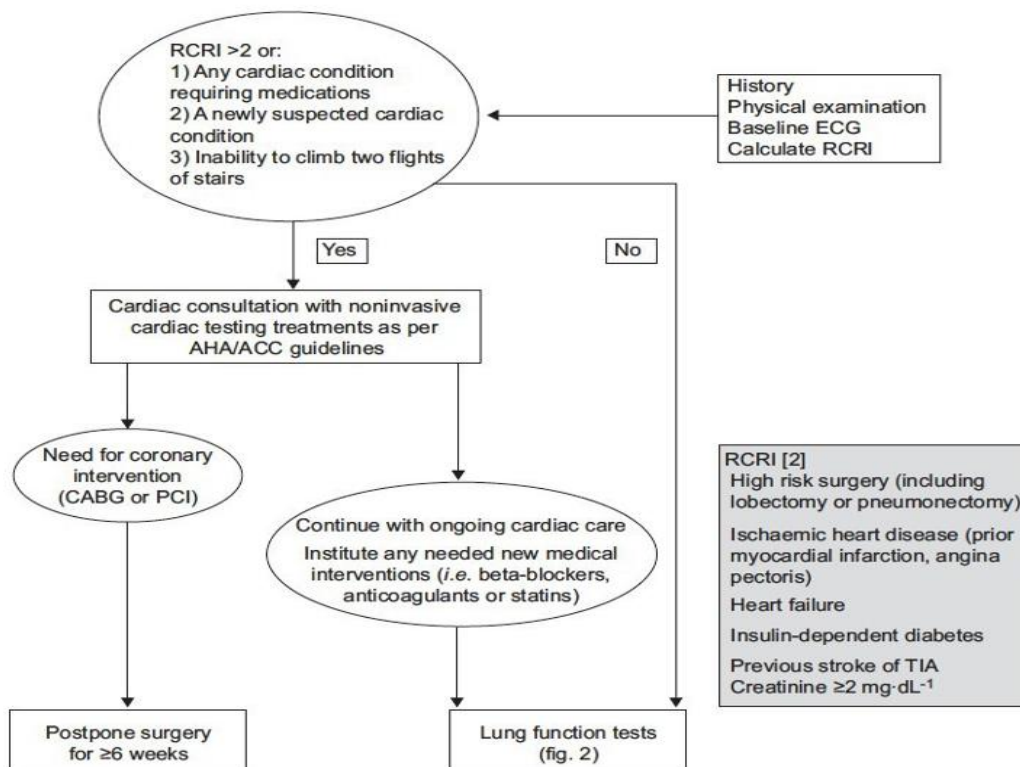 RCRI >2 or:
1) Any cardiac condition
requiring medications
2) A newly suspected cardiac
condition
3) Inability to climb two flights
of stairs
History
Physical examination
Baseline ECG
Calculate RCRI
Yes
No
Cardiac consultation with noninvasive
cardiac testing treatments as per
AHA/ACC guidelines
Need for coronary
intervention
(CABG or PCI)
Continue with ongoing cardiac care
Institute any needed new medical
interventions (i.e. beta-blockers,
anticoagulants or statins)
RCRI [2]
High risk surgery (including
lobectomy or pneumonectomy)
Ischaemic heart disease (prior
myocardial infarction, angina
pectoris)
Heart failure
Insulin-dependent diabetes
Previous stroke of TIA
Creatinine ≥2 mg·dL⁻¹
Postpone surgery
for ≥6 weeks
Lung function tests
(fig. 2)